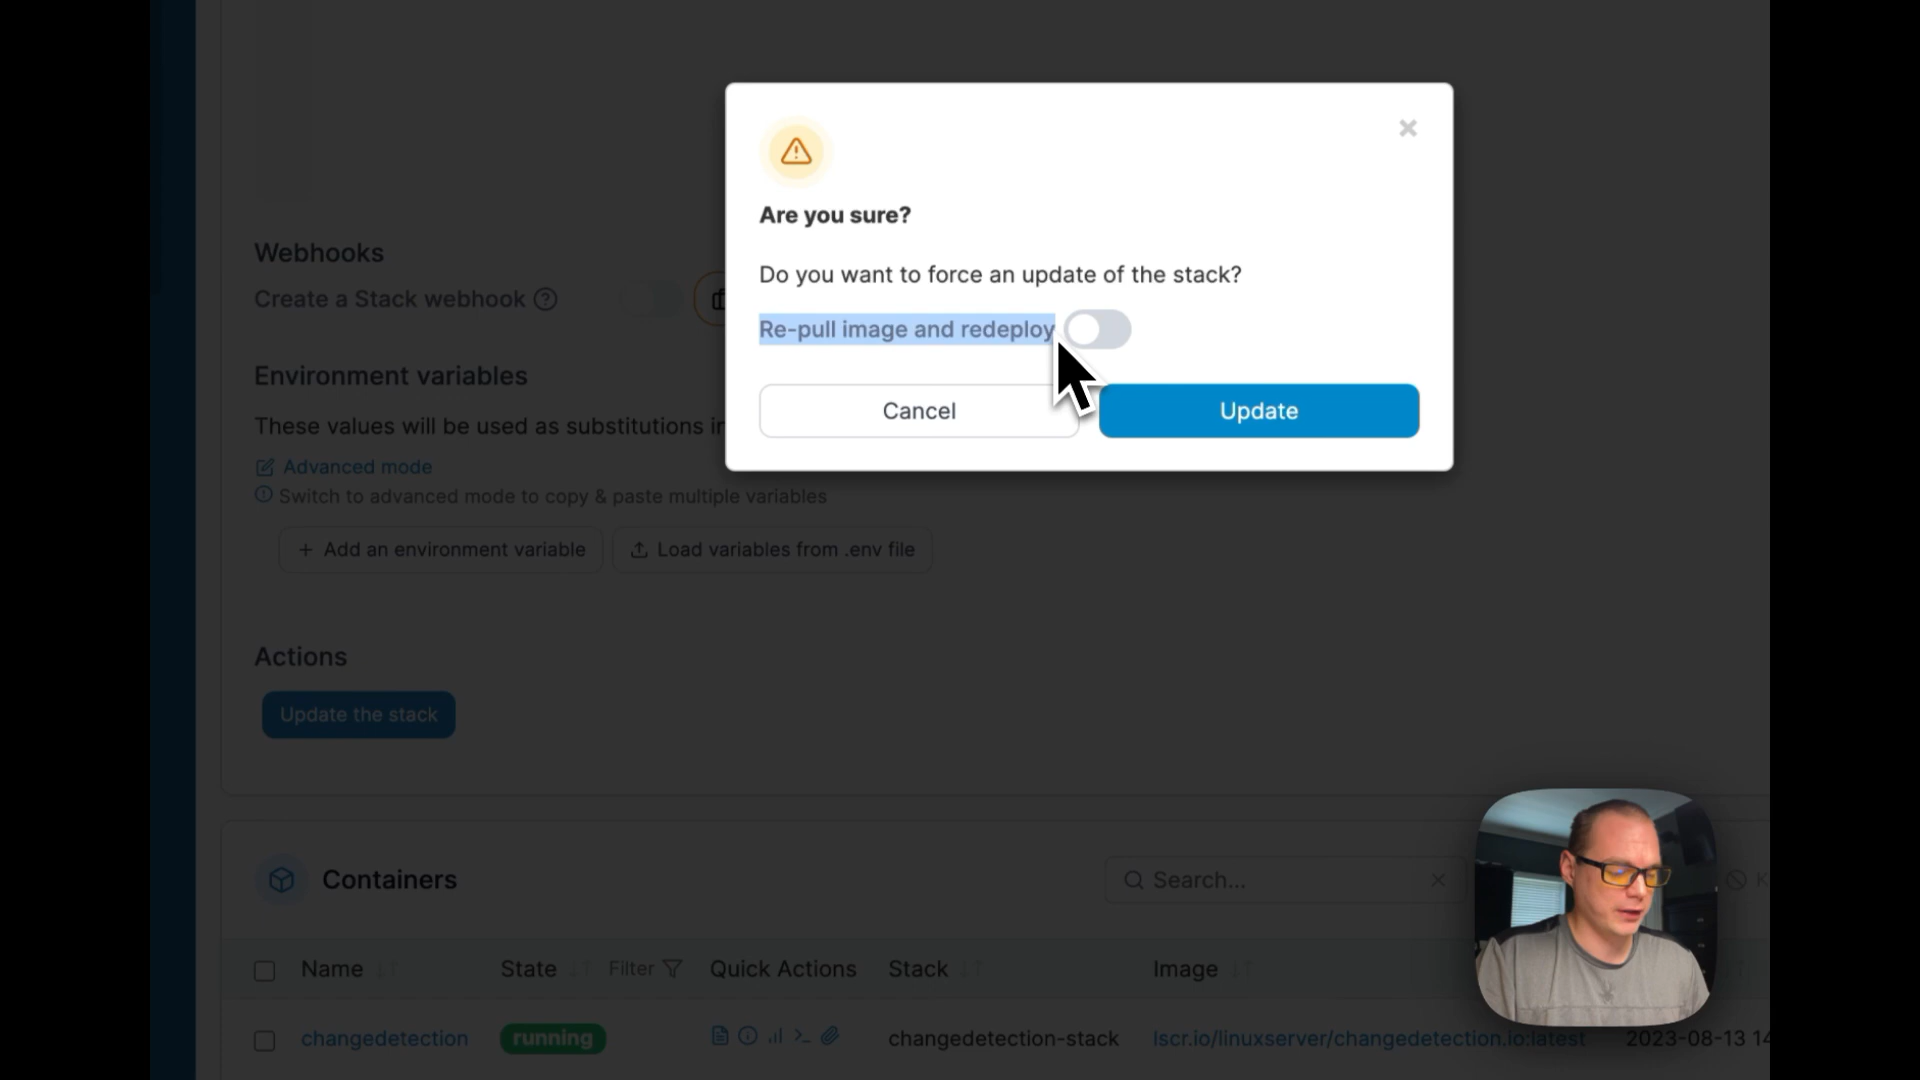 Are you sure?
Do you want to force an update of the stack?
Re-pull image and redeploy
Cancel
Update
Webhooks
Create a Stack webhook
Environment variables
These values will be used as substitutions
Advanced mode
Switch to advanced mode to copy & paste multiple variables
+ Add an environment variable
Load variables from .env file
Actions
Update the stack
Containers
Search...
Name
State
Filter
Quick Actions
Stack
Image
changedetection
running
changedetection-stack
lscr.io/linuxserver/changedetection.io:latest
2023-08-13 14